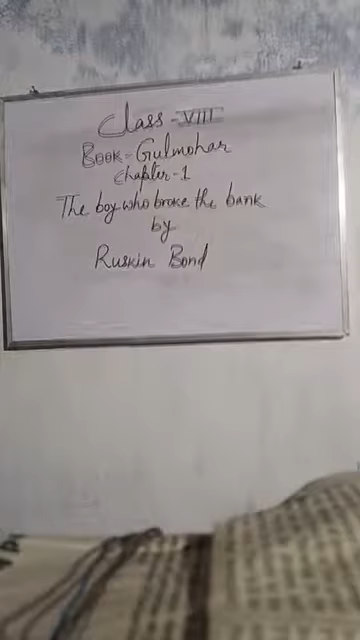 Class - VIII
Book - Gulmohar
Chapter - 1
The boy who broke the bank
by
Ruskin Bond